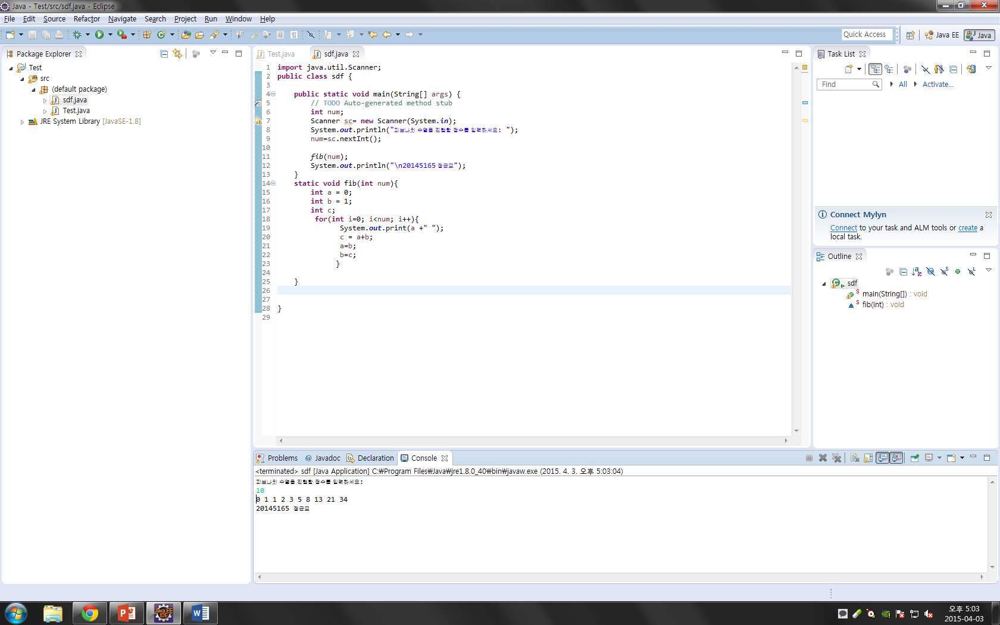 Java - Test/src/sdf.java - Eclipse
File Edit Source Refactor Navigate Search Project Run Window Help
Quick Access Java EE Java
Package Explorer
Test
src
(default package)
sdf.java
Test.java
JRE System Library [JavaSE-1.8]
Test.java sdf.java
1 import java.util.Scanner;
2 public class sdf {
3
4 public static void main(String[] args) {
5 // TODO Auto-generated method stub
6 int num;
7 Scanner sc= new Scanner(System.in);
8 System.out.println("피보나치 수열을 진행할 점수를 입력하세요: ");
9 num=sc.nextInt();
10
11 fib(num);
12 System.out.println("\n20145165 정균모");
13 }
14 static void fib(int num){
15 int a = 0;
16 int b = 1;
17 int c;
18 for(int i=0; i<num; i++){
19 System.out.print(a +" ");
20 c = a+b;
21 a=b;
22 b=c;
23 }
24
25 }
26
27
28 }
29
Task List
Find All Activate...
Connect Mylyn
Connect to your task and ALM tools or create a
local task.
Outline
sdf
main(String[]) : void
fib(int) : void
Problems Javadoc Declaration Console
<terminated> sdf [Java Application] C:₩Program Files₩Java₩jre1.8.0_40₩bin₩javaw.exe (2015. 4. 3. 오후 5:03:04)
피보나치 수열을 진행할 점수를 입력하세요:
10
0 1 1 2 3 5 8 13 21 34
20145165 정균모
Java EE
IDE
오후 5:03
2015-04-03